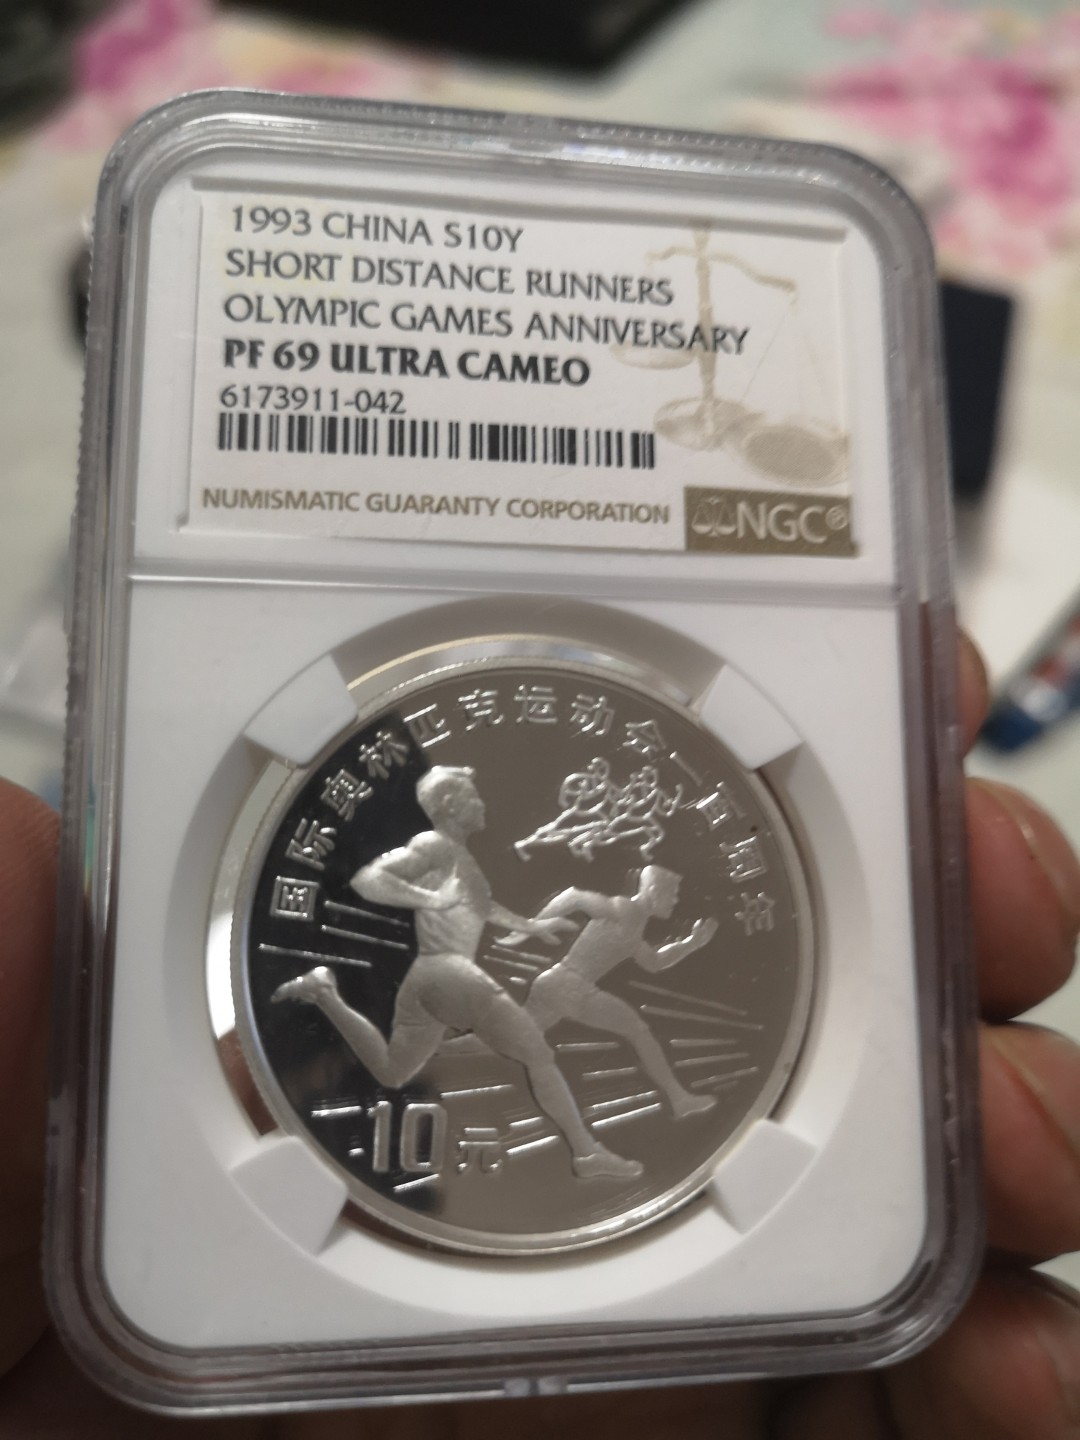 1993 CHINA S10Y
SHORT DISTANCE RUNNERS
OLYMPIC GAMES ANNIVERSARY
PF 69 ULTRA CAMEO
6173911-042
NUMISMATIC GUARANTY CORPORATION
NGC®
国际奥林匹克运动会一百周年
10元